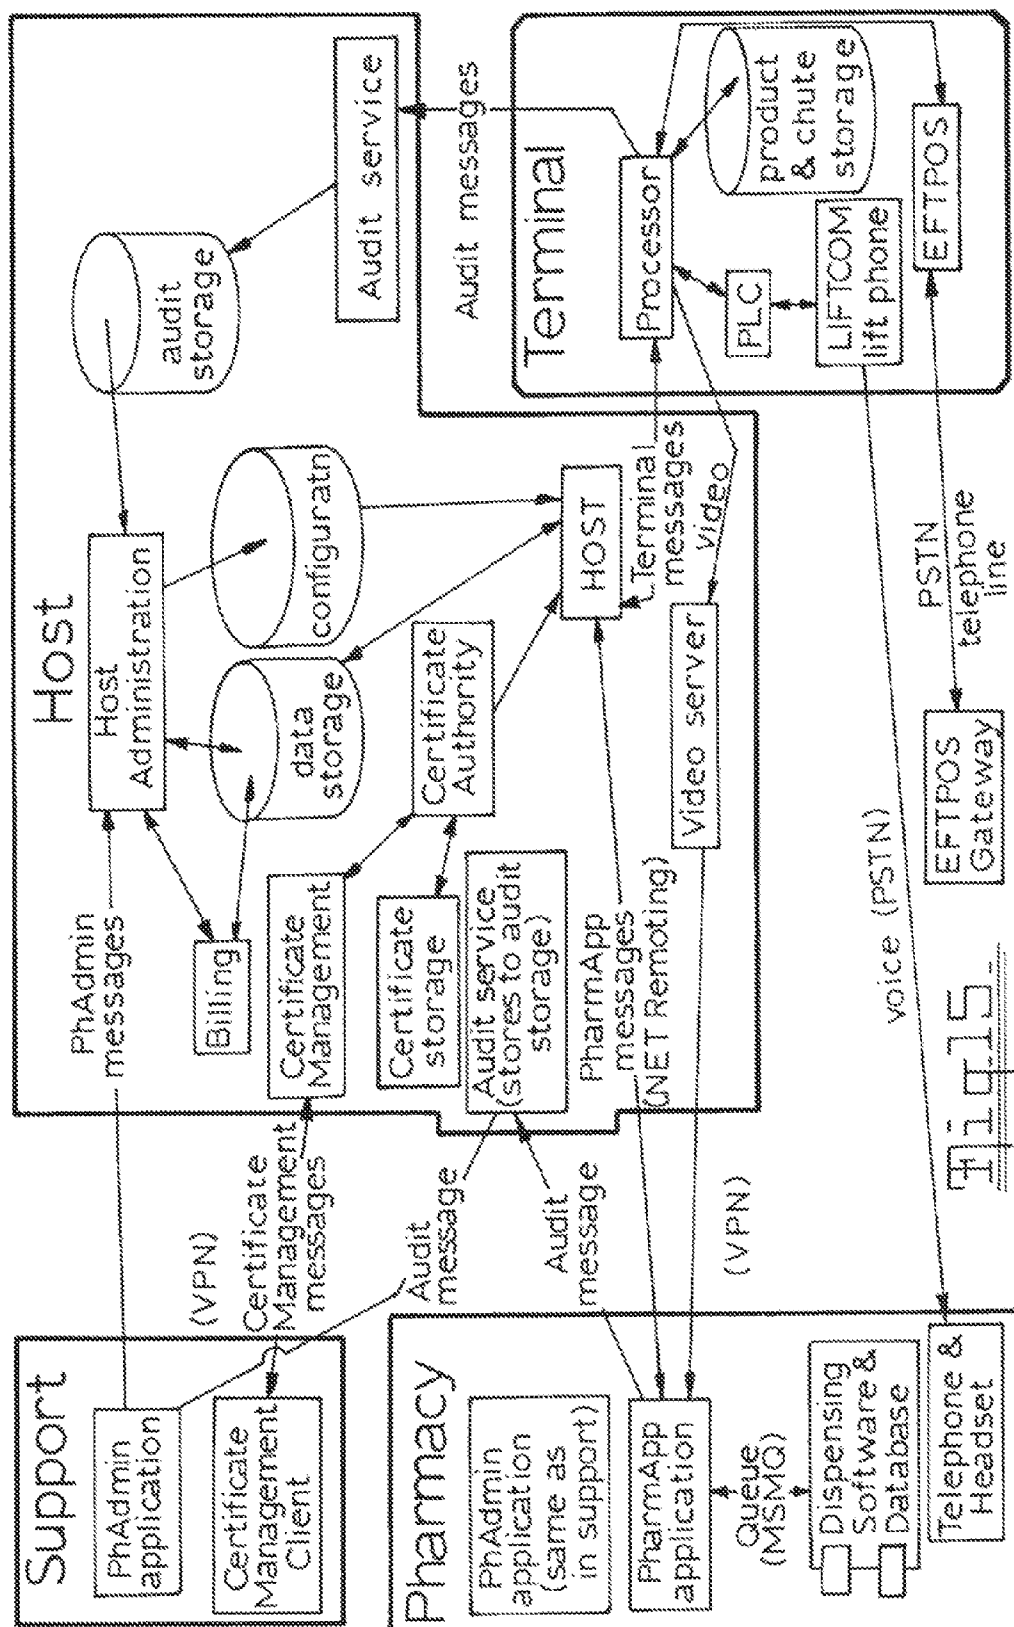 Support
PhAdmin
application
Certificate
Management
Client
Pharmacy
PhAdmin
application
(same as
in support)
PharmApp
application
Queue
(MSMQ)
Dispensing
Software &
Database
Telephone &
Headset
PhAdmin
messages
(VPN)
Certificate
Management
messages
Audit
message
Audit
message
(VPN)
Host
Host
Administration
Billing
data
storage
configuratn
audit
storage
Audit service
Certificate
Management
Certificate
Authority
Certificate
storage
Audit service
(stores to audit
storage)
HOST
PharmApp
messages
(NET Remoting)
Terminal
messages
Video
Video server
Audit messages
Terminal
Processor
product
& chute
storage
PLC
LIFTCOM
lift phone
EFTPOS
PSTN
telephone
line
EFTPOS
Gateway
voice (PSTN)
Fig15.